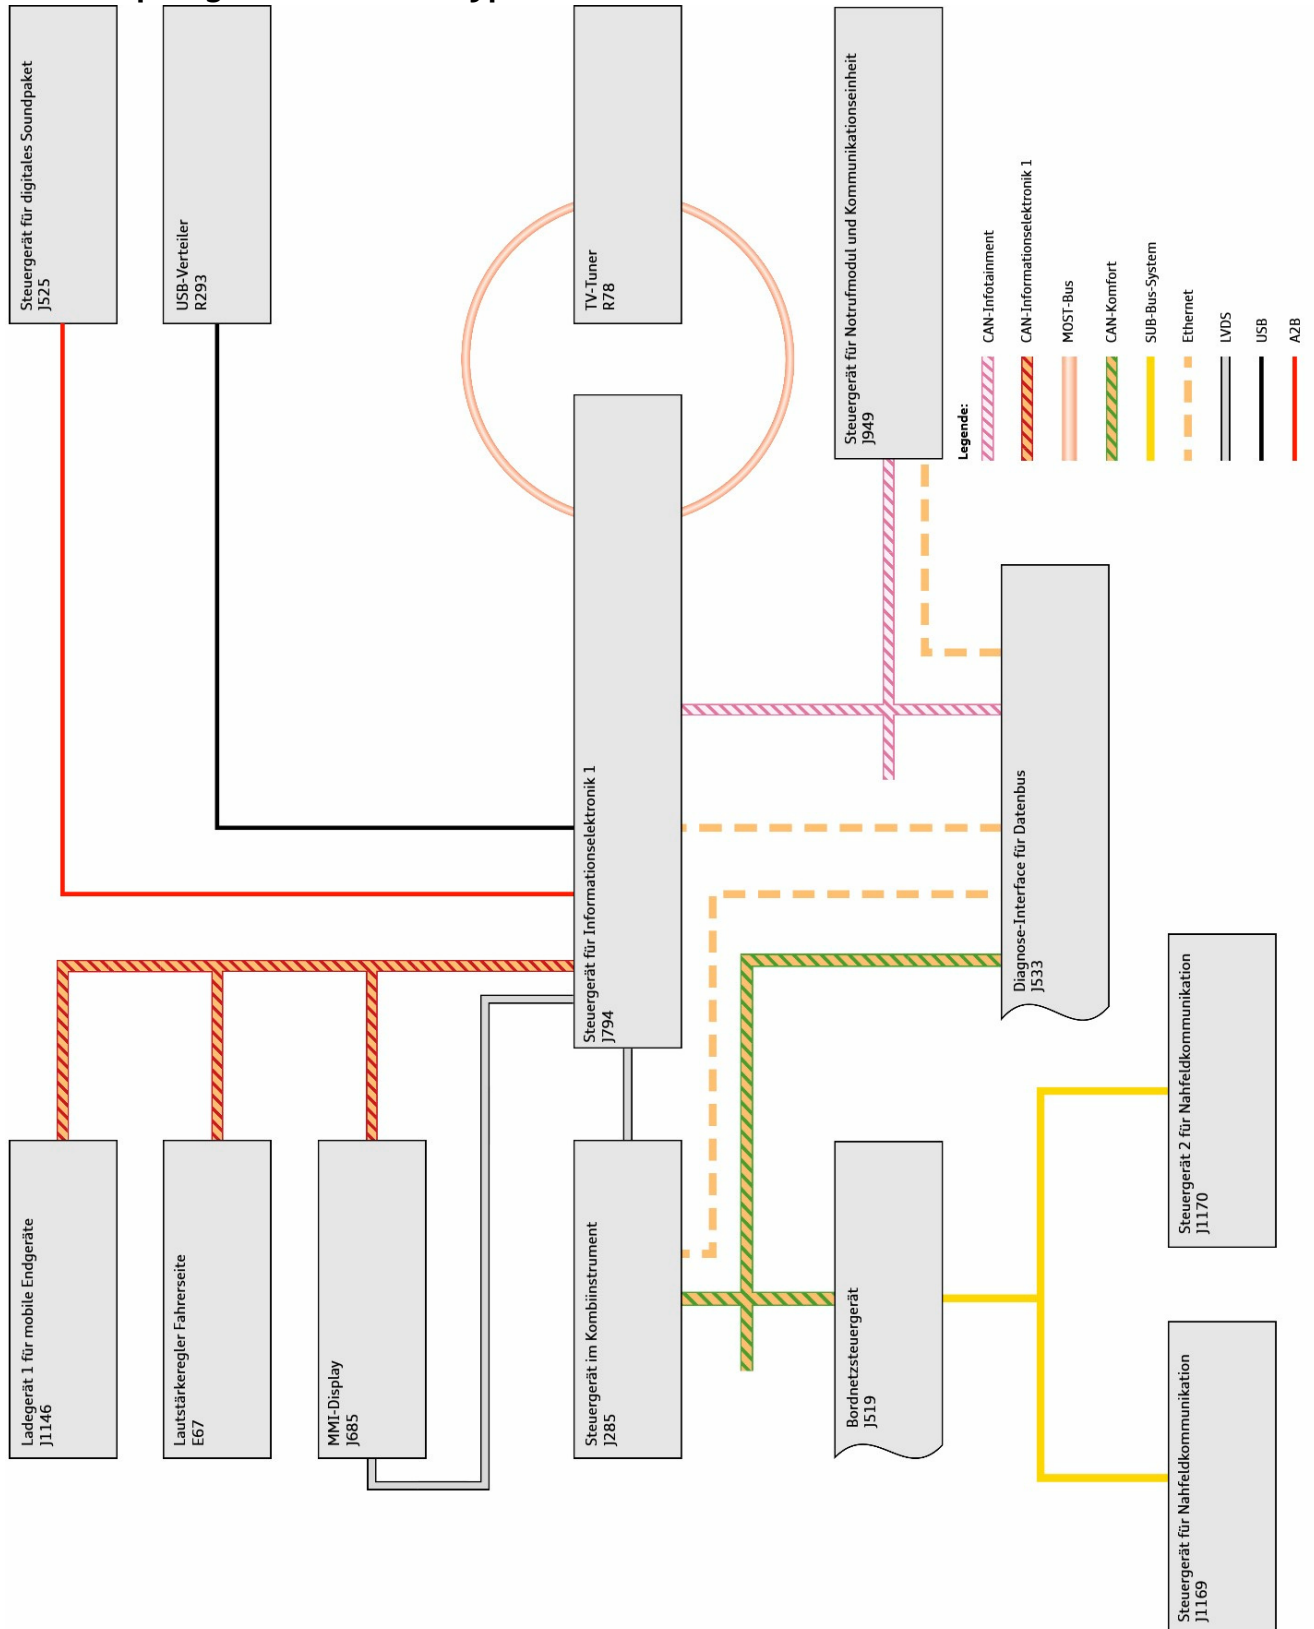 Steuergerät für digitales Soundpaket
J525
USB-Verteiler
R293
TV-Tuner
R78
Steuergerät für Notrufmodul und Kommunikationseinheit
J949
Ladegerät 1 für mobile Endgeräte
J1146
Lautstärkeregler Fahrerseite
E67
MMI-Display
J685
Steuergerät für Informationselektronik 1
J794
Steuergerät im Kombiinstrument
J285
Bordnetzsteuergerät
J519
Diagnose-Interface für Datenbus
J533
Steuergerät 2 für Nahfeldkommunikation
J1170
Steuergerät für Nahfeldkommunikation
J1169
Legende:
CAN-Infotainment
CAN-Informationselektronik 1
MOST-Bus
CAN-Komfort
SUB-Bus-System
Ethernet
LVDS
USB
A2B